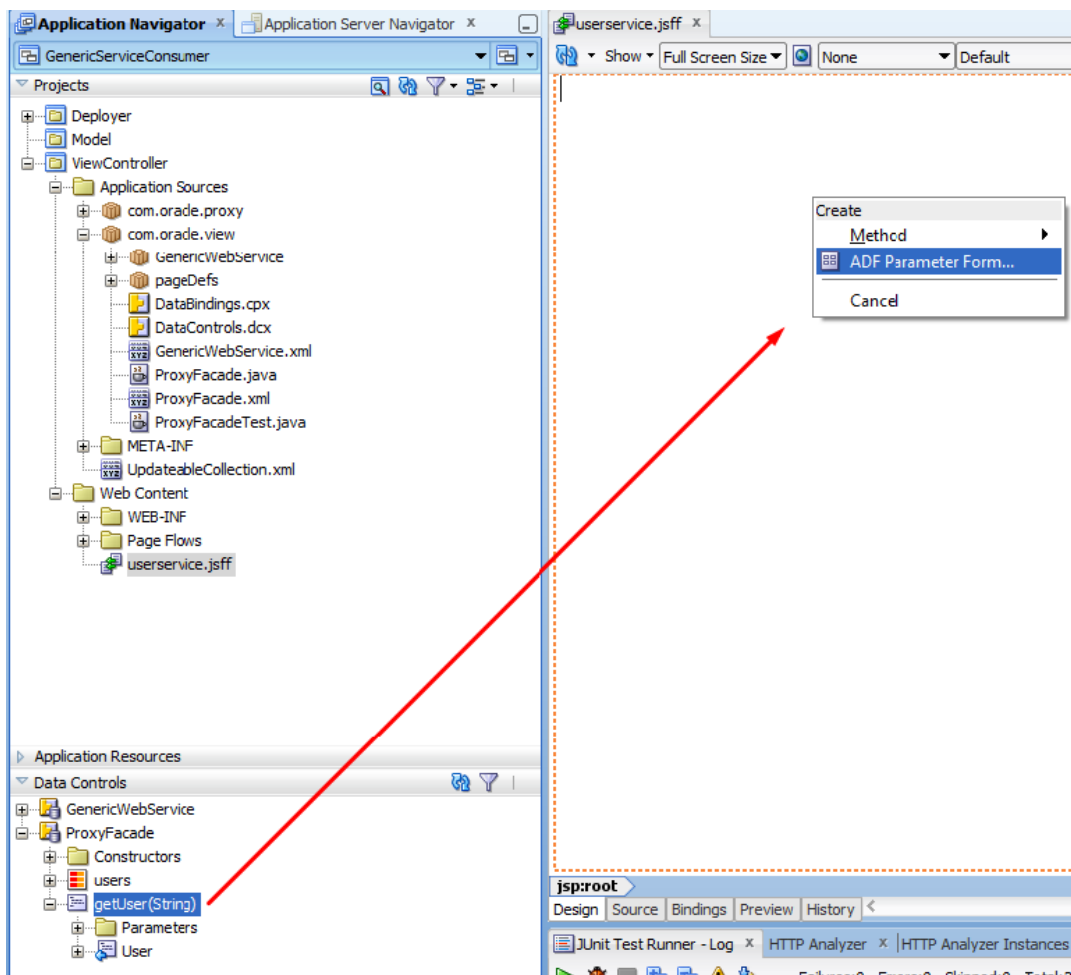 Application Navigator x Application Server Navigator x
GenericServiceConsumer
Projects
Deployer
Model
ViewController
Application Sources
com.orade.proxy
com.orade.view
GenericWebService
pageDefs
DataBindings.cpx
DataControls.dcx
GenericWebService.xml
ProxyFacade.java
ProxyFacade.xml
ProxyFacadeTest.java
META-INF
UpdateableCollection.xml
Web Content
WEB-INF
Page Flows
userservice.jsff
Application Resources
Data Controls
GenericWebService
ProxyFacade
Constructors
users
getUser(String)
Parameters
User
userservice.jsff x
Show Full Screen Size None Default
Create
Method
ADF Parameter Form...
Cancel
jsp:root
Design Source Bindings Preview History
JUnit Test Runner - Log x HTTP Analyzer x HTTP Analyzer Instances